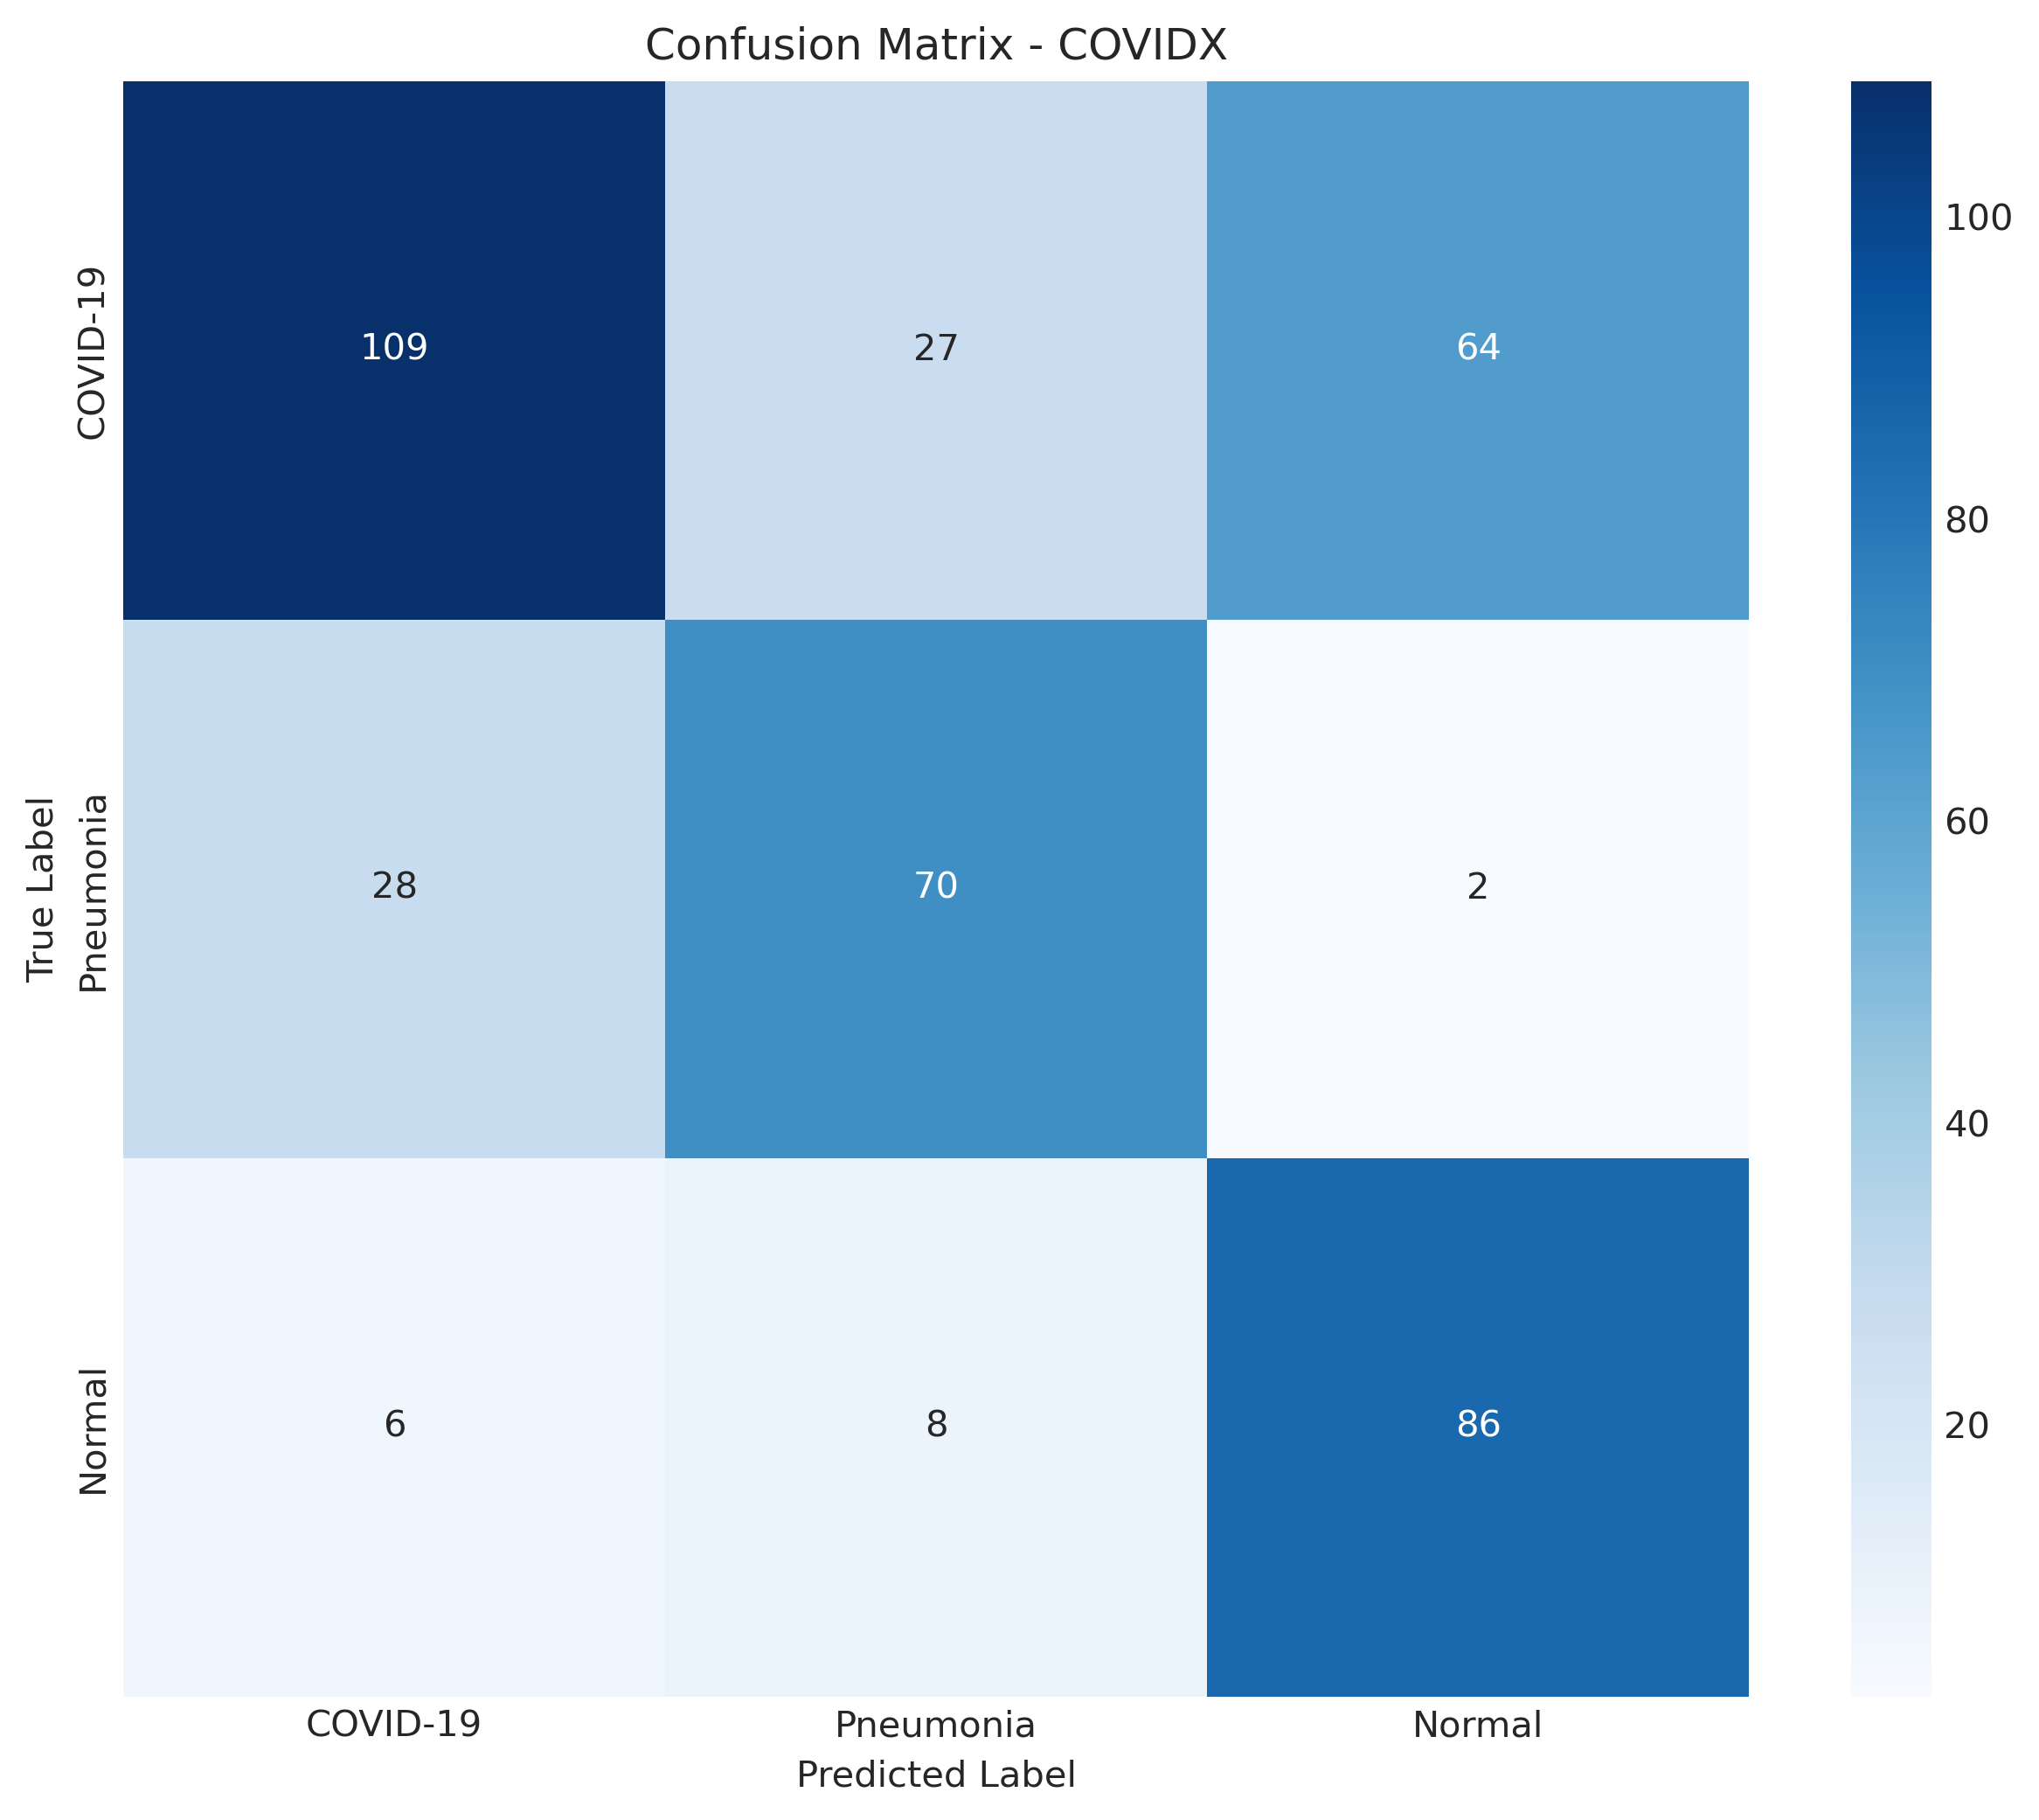 Confusion Matrix - COVIDX
COVID-19
109
27
64
Pneumonia
28
70
2
Normal
6
8
86
True Label
COVID-19
Pneumonia
Normal
Predicted Label
100
80
60
40
20